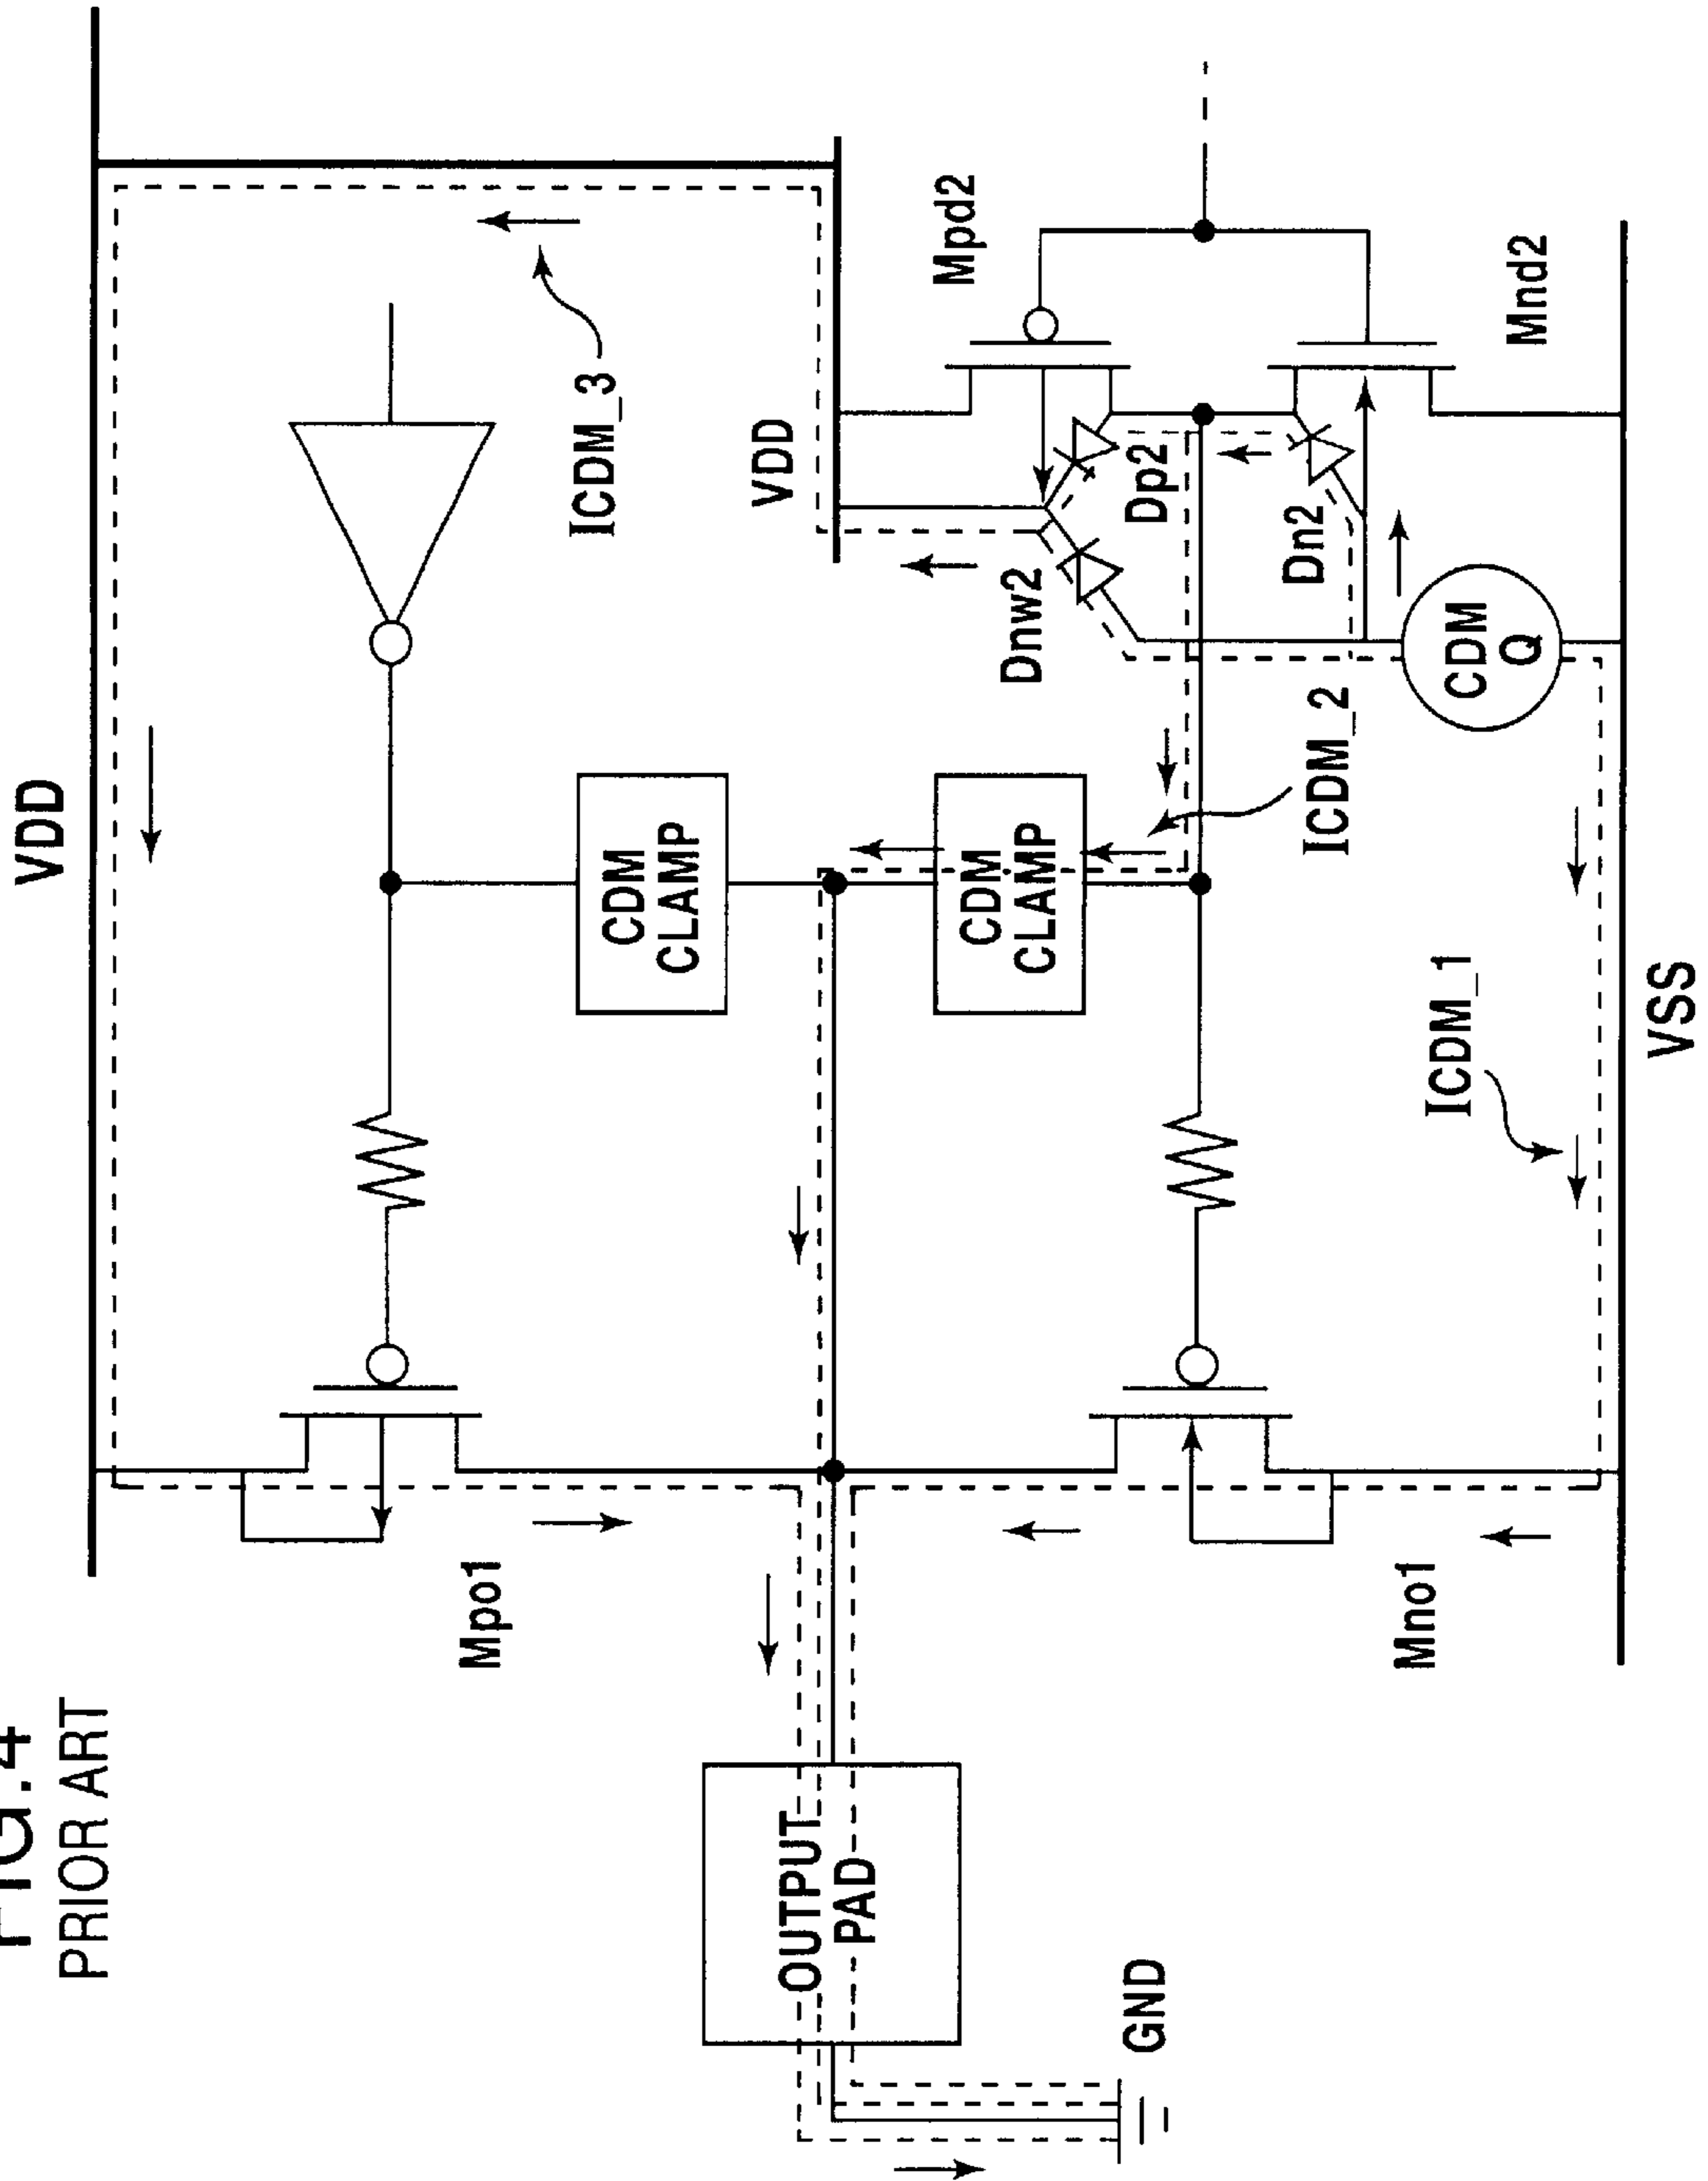 FIG.4
PRIOR ART
VDD
ICDM_3
VDD
Mpd2
CDM
CLAMP
CDM
CLAMP
Dnw2
Dp2
Dn2
Mnd2
CDM
Q
ICDM_2
ICDM_1
VSS
Mpo1
Mno1
OUTPUT
PAD
GND